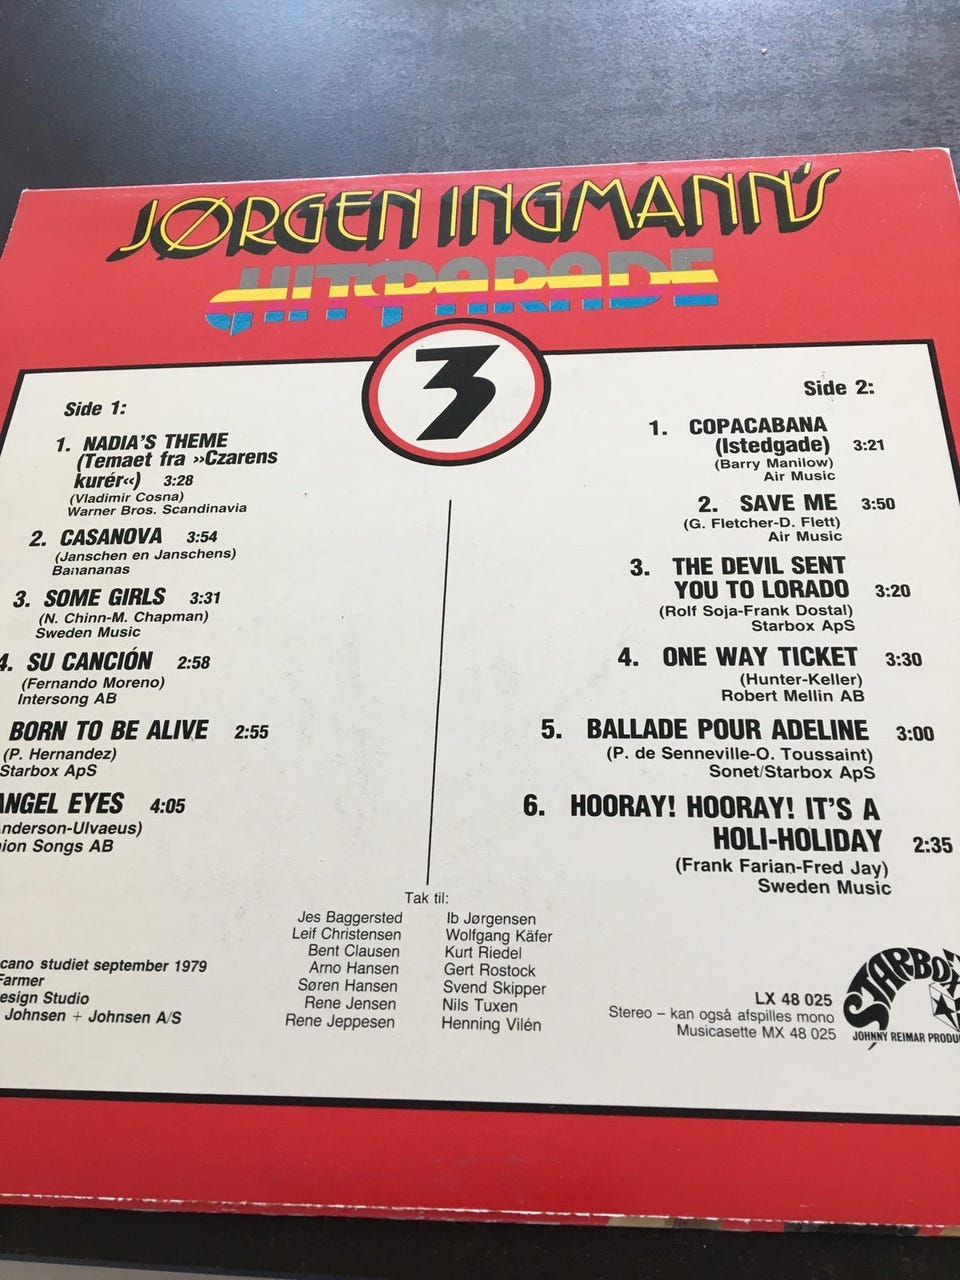 JØRGEN INGMANN'S
HITPARADE
3
Side 1:
1. NADIA'S THEME
(Temaet fra »Czarens
kurér«) 3:28
(Vladimir Cosna)
Warner Bros. Scandinavia
2. CASANOVA 3:54
(Janschen en Janschens)
Banananas
3. SOME GIRLS 3:31
(N. Chinn-M. Chapman)
Sweden Music
4. SU CANCIÓN 2:58
(Fernando Moreno)
Intersong AB
BORN TO BE ALIVE 2:55
(P. Hernandez)
Starbox ApS
ANGEL EYES 4:05
nderson-Ulvaeus)
ion Songs AB
Side 2:
1. COPACABANA
(Istedgade) 3:21
(Barry Manilow)
Air Music
2. SAVE ME 3:50
(G. Fletcher-D. Flett)
Air Music
3. THE DEVIL SENT
YOU TO LORADO 3:20
(Rolf Soja-Frank Dostal)
Starbox ApS
4. ONE WAY TICKET 3:30
(Hunter-Keller)
Robert Mellin AB
5. BALLADE POUR ADELINE 3:00
(P. de Senneville-O. Toussaint)
Sonet/Starbox ApS
6. HOORAY! HOORAY! IT'S A
HOLI-HOLIDAY 2:35
(Frank Farian-Fred Jay)
Sweden Music
Tak til:
Jes Baggersted
Leif Christensen
Bent Clausen
Arno Hansen
Søren Hansen
Rene Jensen
Rene Jeppesen
Ib Jørgensen
Wolfgang Käfer
Kurt Riedel
Gert Rostock
Svend Skipper
Nils Tuxen
Henning Vilén
cano studiet september 1979
Farmer
esign Studio
Johnsen + Johnsen A/S
LX 48 025
Stereo – kan også afspilles mono
Musicasette MX 48 025
STARBOX
JOHNNY REIMAR PRODU